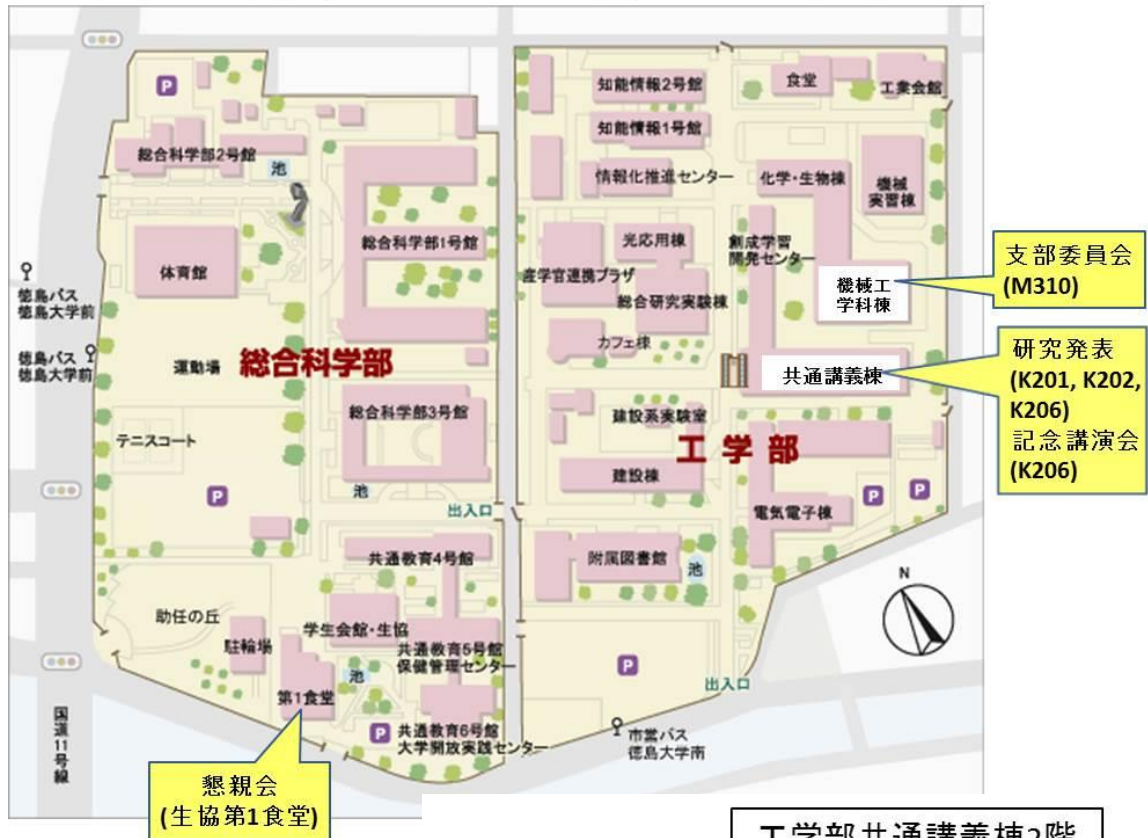 P
総合科学部2号館
池
体育館
総合科学部1号館
徳島バス
徳島大学前
徳島バス
徳島大学前
運動場
総合科学部
総合科学部3号館
テニスコート
P
池
出入口
共通教育4号館
助任の丘
駐輪場
学生会館・生協
共通教育5号館
保健管理センター
池
第1食堂
P
共通教育6号館
大学開放実践センター
国道11号線
懇親会
(生協第1食堂)
知能情報2号館
知能情報1号館
情報化推進センター
食堂
工業会館
化学・生物棟
機械
実習棟
光応用棟
産学官連携プラザ
総合研究実験棟
カフェ棟
創成学習
開発センター
機械工
学科棟
共通講義棟
建設系実験室
工学部
建設棟
電気電子棟
P
P
附属図書館
池
N
P
出入口
市営バス
徳島大学南
支部委員会
(M310)
研究発表
(K201, K202,
K206)
記念講演会
(K206)